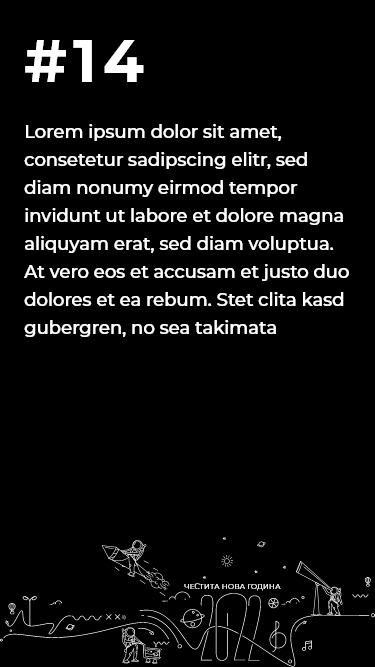 #14
Lorem ipsum dolor sit amet,
consetetur sadipscing elitr, sed
diam nonumy eirmod tempor
invidunt ut labore et dolore magna
aliquyam erat, sed diam voluptua.
At vero eos et accusam et justo duo
dolores et ea rebum. Stet clita kasd
gubergren, no sea takimata
ЧЕСТИТА НОВА ГОДИНА
2022